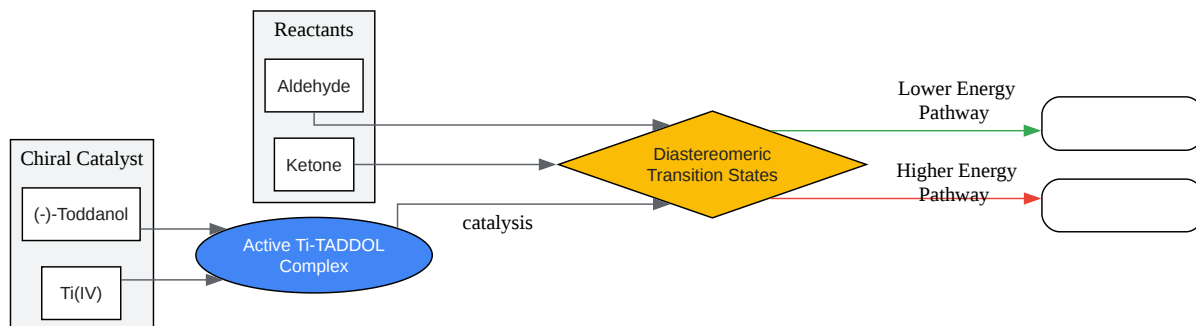 Reactants
Aldehyde
Ketone
Chiral Catalyst
(-)-Toddanol
Ti(IV)
Active Ti-TADDOL
Complex
catalysis
Diastereomeric
Transition States
Lower Energy
Pathway
Higher Energy
Pathway